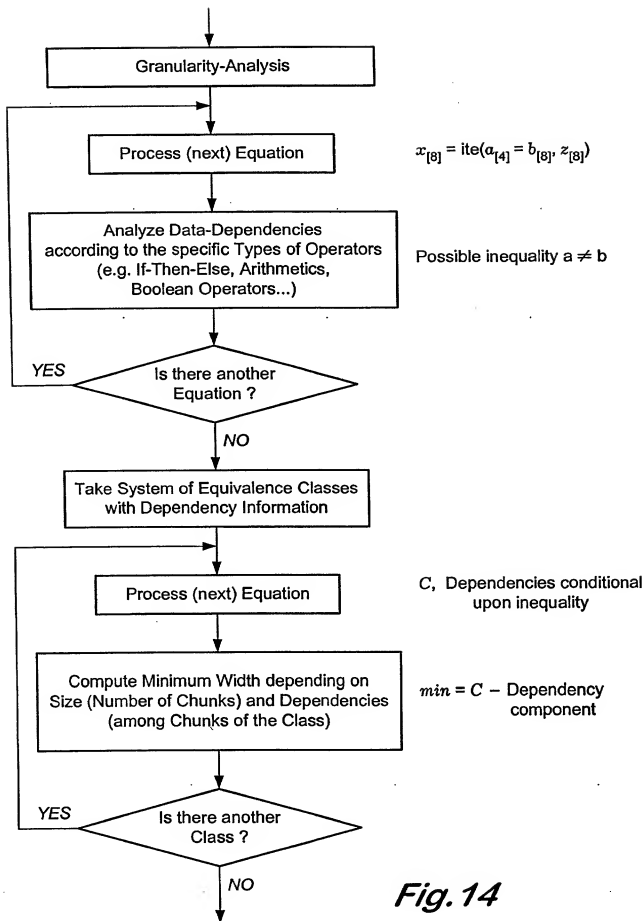 Granularity-Analysis
Process (next) Equation
x[8] = ite(a[4] = b[8], z[8])
Analyze Data-Dependencies
according to the specific Types of Operators
(e.g. If-Then-Else, Arithmetics,
Boolean Operators...)
Possible inequality a ≠ b
YES
Is there another
Equation ?
NO
Take System of Equivalence Classes
with Dependency Information
Process (next) Equation
C, Dependencies conditional
upon inequality
Compute Minimum Width depending on
Size (Number of Chunks) and Dependencies
(among Chunks of the Class)
min = C – Dependency
component
YES
Is there another
Class ?
NO
Fig. 14